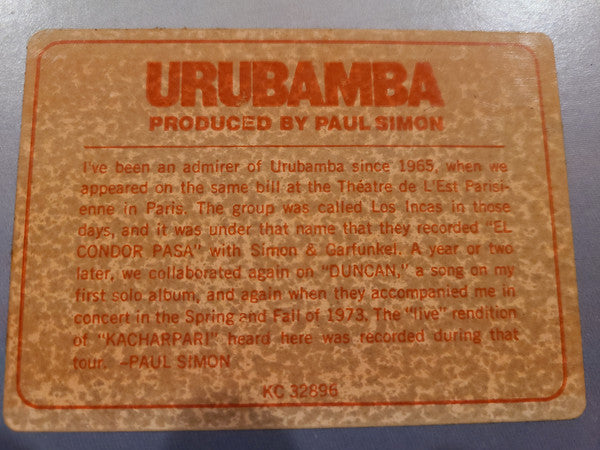 URUBAMBA
PRODUCED BY PAUL SIMON
I've been an admirer of Urubamba since 1965, when we
appeared on the same bill at the Théatre de L'Est Parisi-
enne in Paris. The group was called Los Incas in those
days, and it was under that name that they recorded "EL
CONDOR PASA" with Simon & Garfunkel. A year or two
later, we collaborated again on "DUNCAN," a song on my
first solo album, and again when they accompanied me in
concert in the Spring and Fall of 1973. The "live" rendition
of "KACHARPARI" heard here was recorded during that
tour. -PAUL SIMON
KC 32896